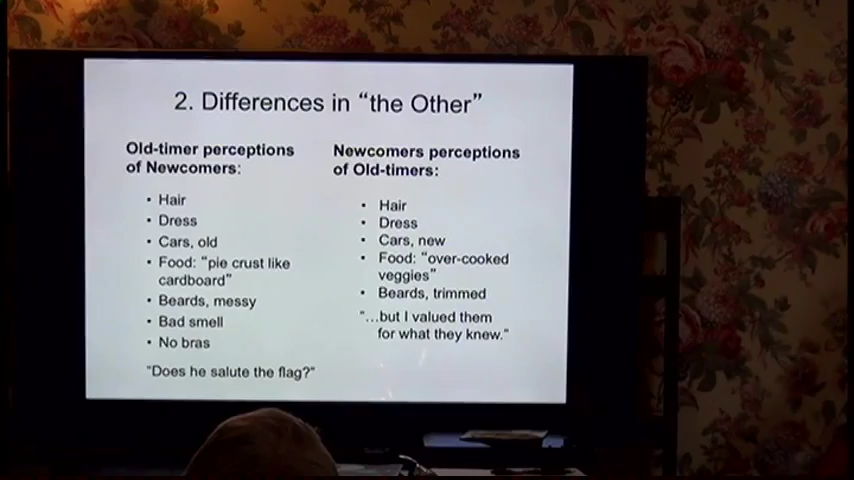 2. Differences in “the Other”
Old-timer perceptions
of Newcomers:
• Hair
• Dress
• Cars, old
• Food: “pie crust like
cardboard”
• Beards, messy
• Bad smell
• No bras
“Does he salute the flag?”
Newcomers perceptions
of Old-timers:
• Hair
• Dress
• Cars, new
• Food: “over-cooked
veggies”
• Beards, trimmed
“…but I valued them
for what they knew.”